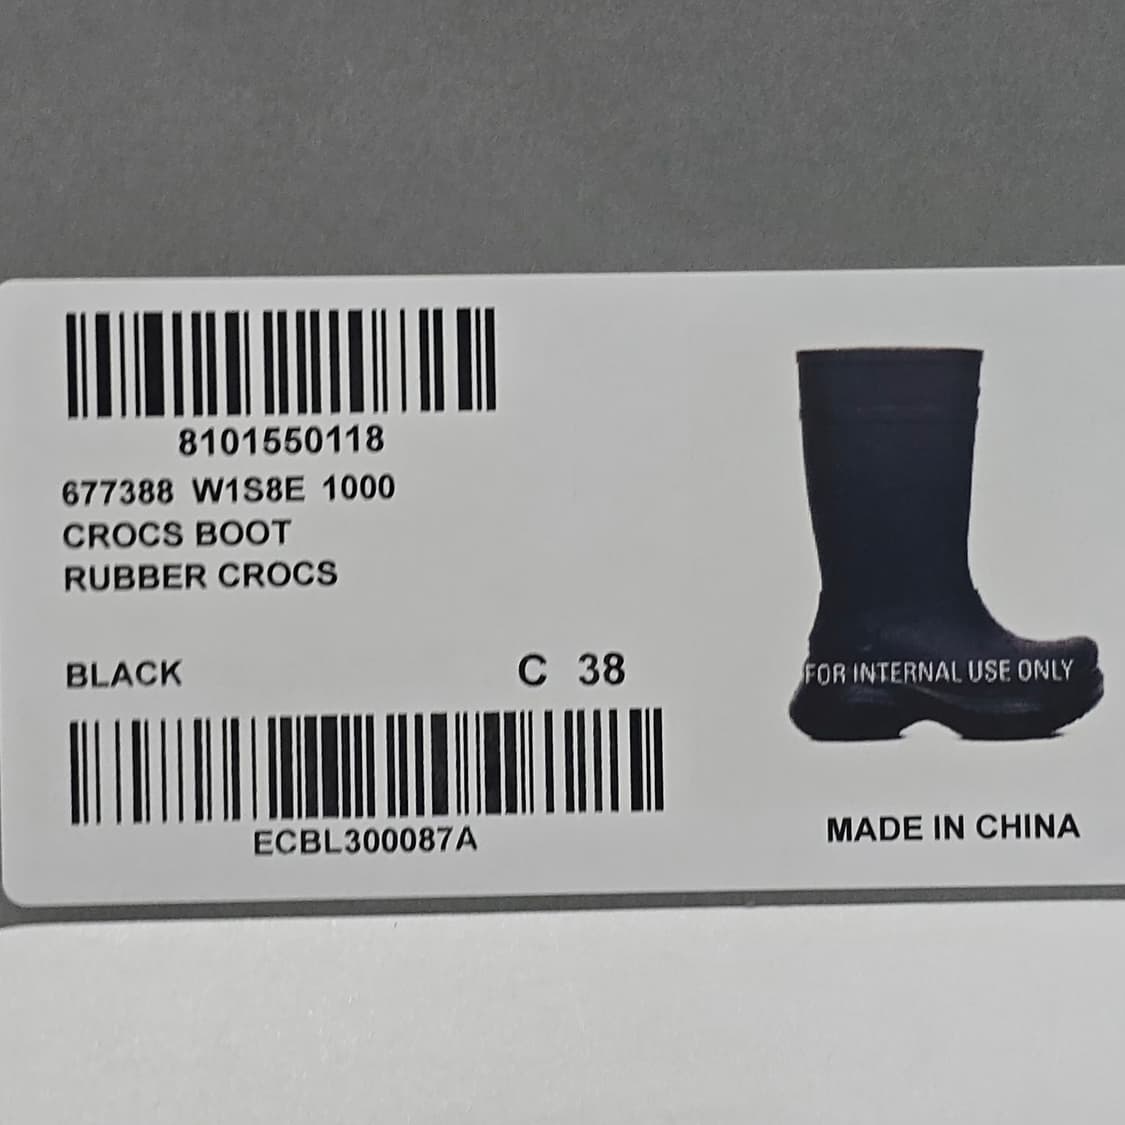 8101550118
677388 W1S8E 1000
CROCS BOOT
RUBBER CROCS
BLACK C 38
ECBL300087A
FOR INTERNAL USE ONLY
MADE IN CHINA